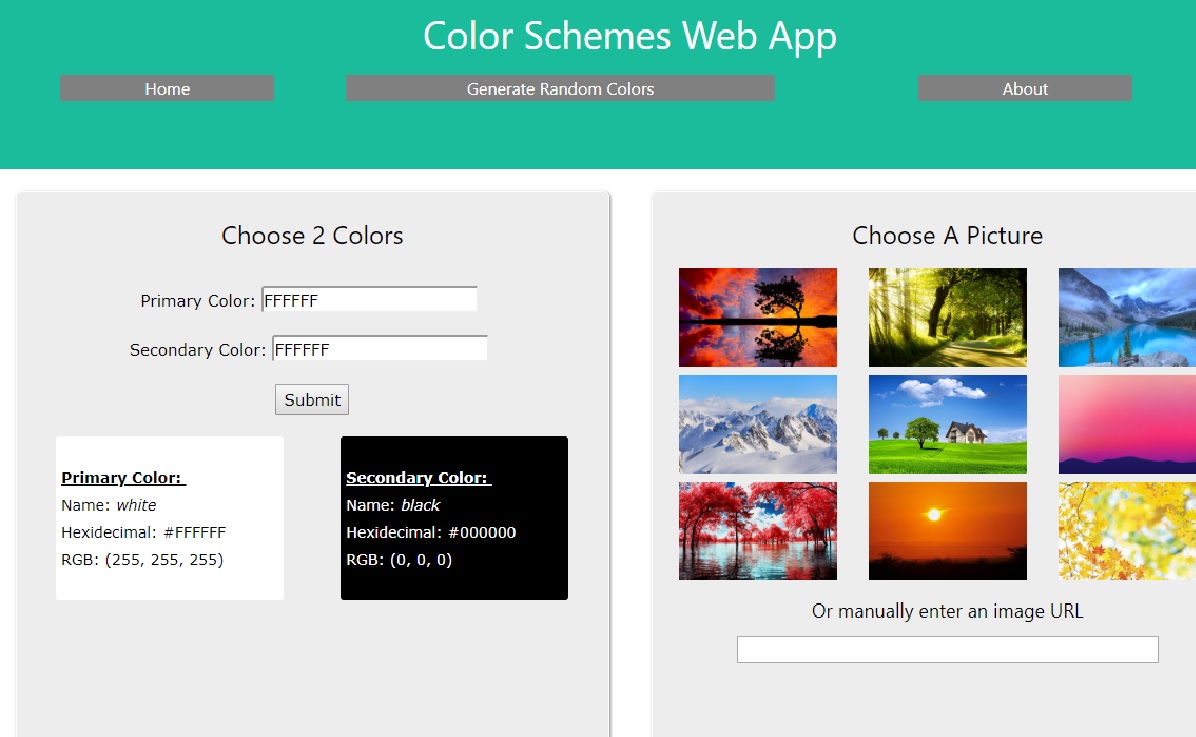 Color Schemes Web App
Home
Generate Random Colors
About
Choose 2 Colors
Primary Color: FFFFFF
Secondary Color: FFFFFF
Submit
Primary Color:
Name: white
Hexidecimal: #FFFFFF
RGB: (255, 255, 255)
Secondary Color:
Name: black
Hexidecimal: #000000
RGB: (0, 0, 0)
Choose A Picture
Or manually enter an image URL